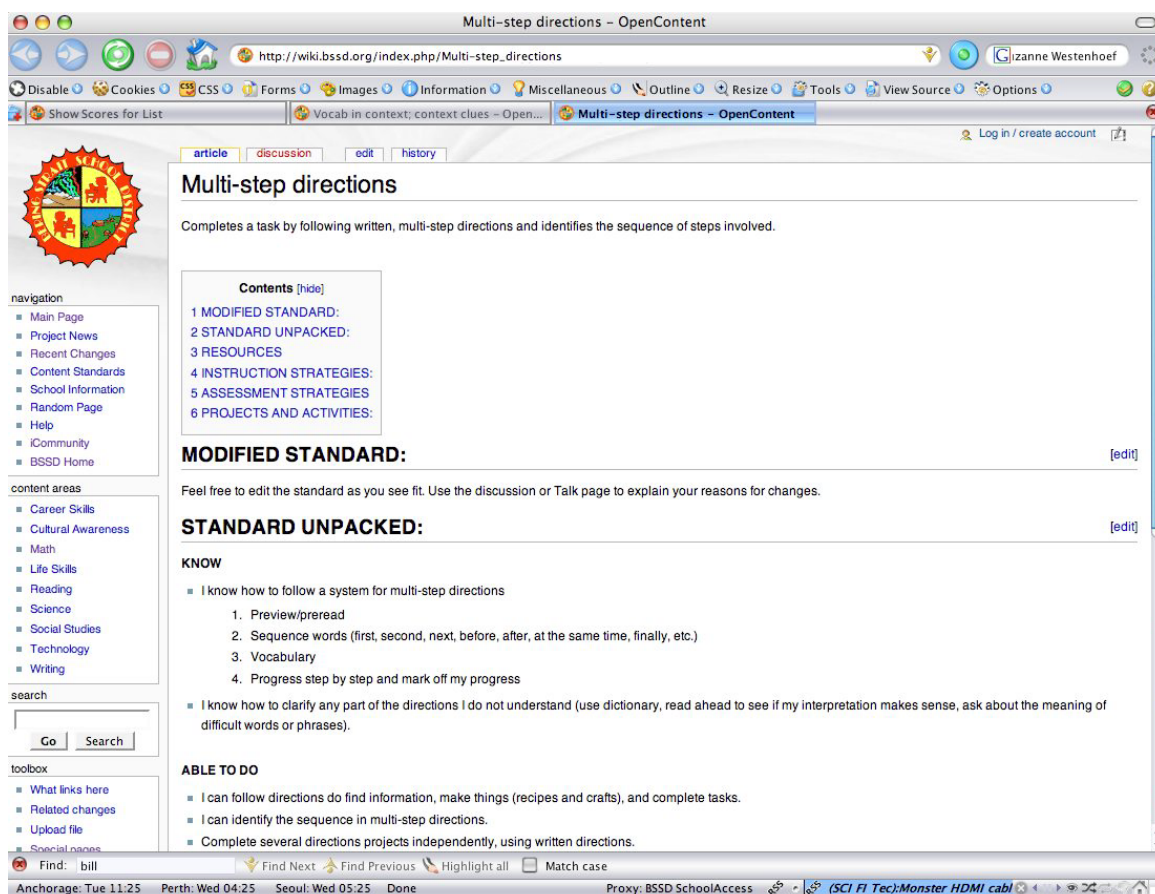 Multi-step directions – OpenContent
http://wiki.bssd.org/index.php/Multi-step_directions
izanne Westenhoef
Disable Cookies CSS Forms Images Information Miscellaneous Outline Resize Tools View Source Options
Show Scores for List
Vocab in context; context clues – Open...
Multi-step directions – OpenContent
Log in / create account
article discussion edit history
BERING STRAIT SCHOOL DISTRICT
Multi-step directions
Completes a task by following written, multi-step directions and identifies the sequence of steps involved.
Contents [hide]
1 MODIFIED STANDARD:
2 STANDARD UNPACKED:
3 RESOURCES
4 INSTRUCTION STRATEGIES:
5 ASSESSMENT STRATEGIES
6 PROJECTS AND ACTIVITIES:
navigation
Main Page
Project News
Recent Changes
Content Standards
School Information
Random Page
Help
iCommunity
BSSD Home
content areas
Career Skills
Cultural Awareness
Math
Life Skills
Reading
Science
Social Studies
Technology
Writing
search
Go Search
toolbox
What links here
Related changes
Upload file
Special pages
MODIFIED STANDARD:
[edit]
Feel free to edit the standard as you see fit. Use the discussion or Talk page to explain your reasons for changes.
STANDARD UNPACKED:
[edit]
KNOW
I know how to follow a system for multi-step directions
1. Preview/preread
2. Sequence words (first, second, next, before, after, at the same time, finally, etc.)
3. Vocabulary
4. Progress step by step and mark off my progress
I know how to clarify any part of the directions I do not understand (use dictionary, read ahead to see if my interpretation makes sense, ask about the meaning of
difficult words or phrases).
ABLE TO DO
I can follow directions do find information, make things (recipes and crafts), and complete tasks.
I can identify the sequence in multi-step directions.
Complete several directions projects independently, using written directions.
Find: bill Find Next Find Previous Highlight all Match case
Anchorage: Tue 11:25 Perth: Wed 04:25 Seoul: Wed 05:25 Done Proxy: BSSD SchoolAccess (SCI FI Tec):Monster HDMI cabl